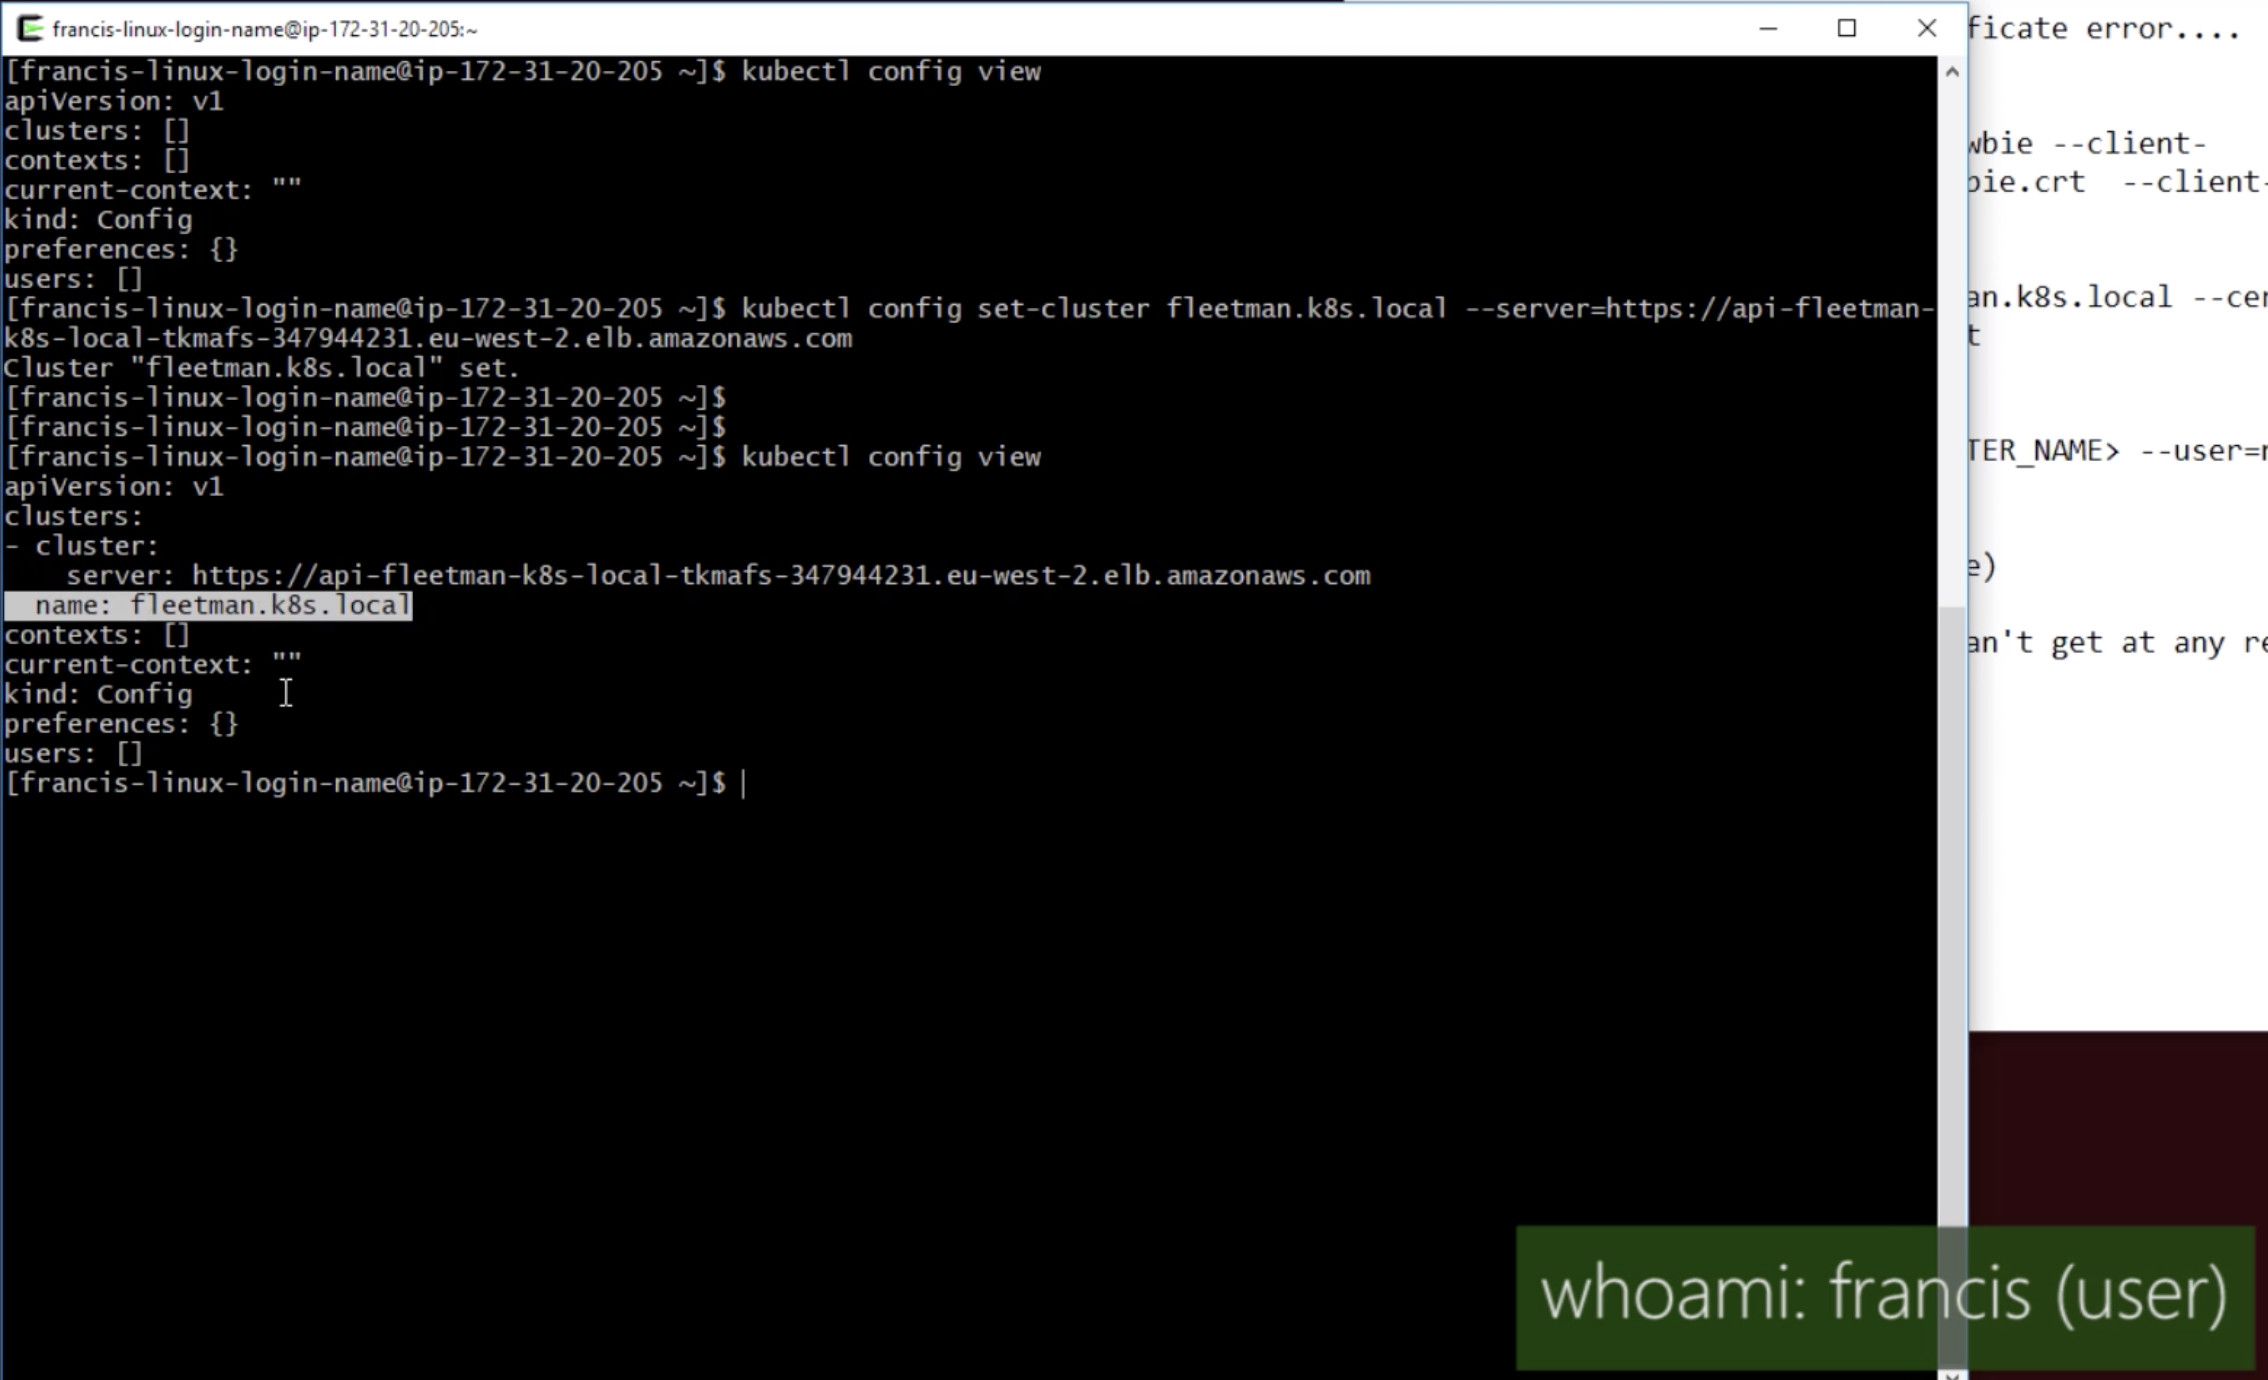 francis-linux-login-name@ip-172-31-20-205:~
[francis-linux-login-name@ip-172-31-20-205 ~]$ kubectl config view
apiVersion: v1
clusters: []
contexts: []
current-context: ""
kind: Config
preferences: {}
users: []
[francis-linux-login-name@ip-172-31-20-205 ~]$ kubectl config set-cluster fleetman.k8s.local --server=https://api-fleetman-
k8s-local-tkmafs-347944231.eu-west-2.elb.amazonaws.com
Cluster "fleetman.k8s.local" set.
[francis-linux-login-name@ip-172-31-20-205 ~]$
[francis-linux-login-name@ip-172-31-20-205 ~]$
[francis-linux-login-name@ip-172-31-20-205 ~]$ kubectl config view
apiVersion: v1
clusters:
- cluster:
    server: https://api-fleetman-k8s-local-tkmafs-347944231.eu-west-2.elb.amazonaws.com
  name: fleetman.k8s.local
contexts: []
current-context: ""
kind: Config
preferences: {}
users: []
[francis-linux-login-name@ip-172-31-20-205 ~]$
ficate error....
wbie --client-
bie.crt  --client-
an.k8s.local --cer
t
TER_NAME> --user=n
e)
an't get at any re
whoami: francis (user)